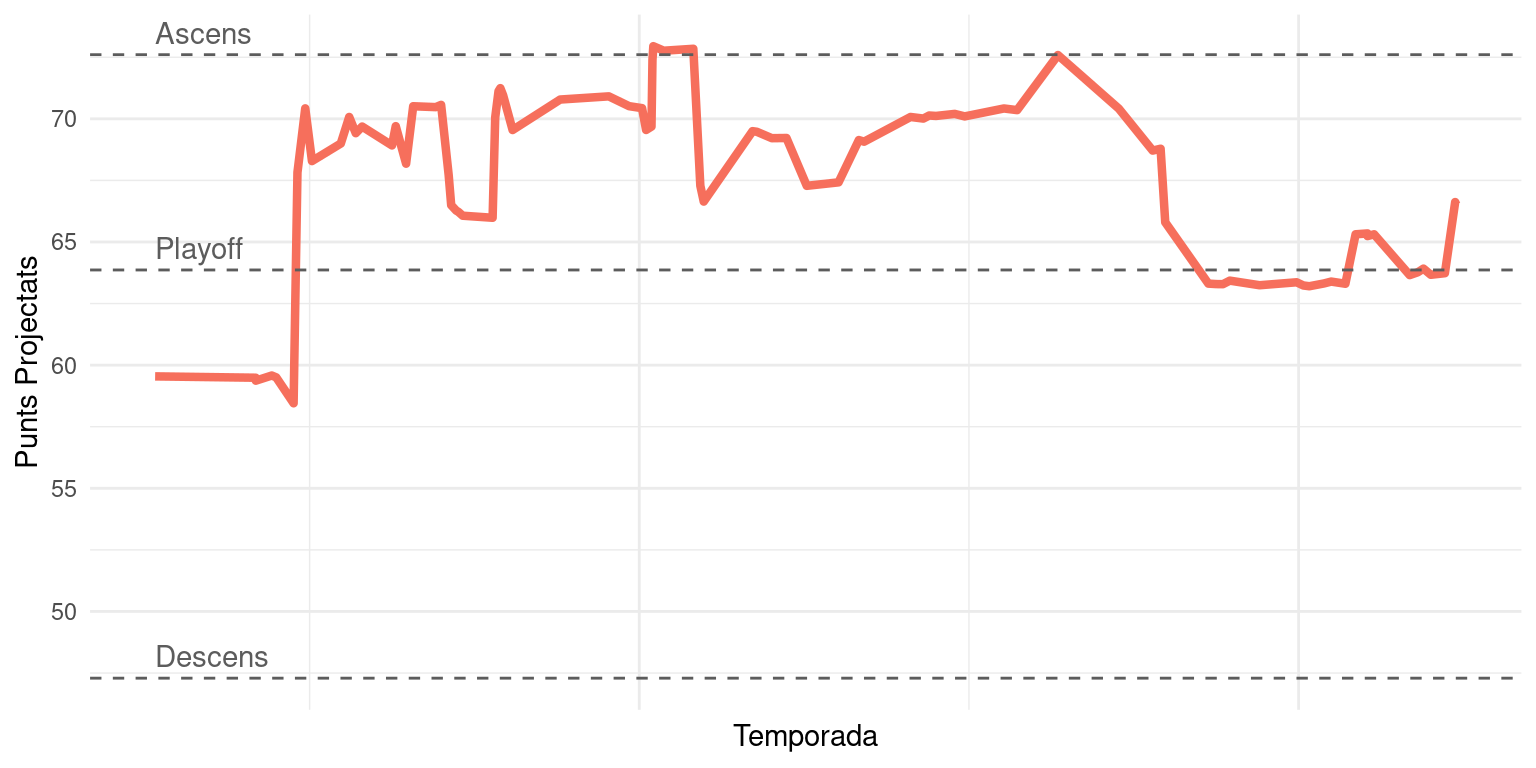 Ascens
70
65
Playoff
60
55
50
Descens
Punts Projectats
Temporada